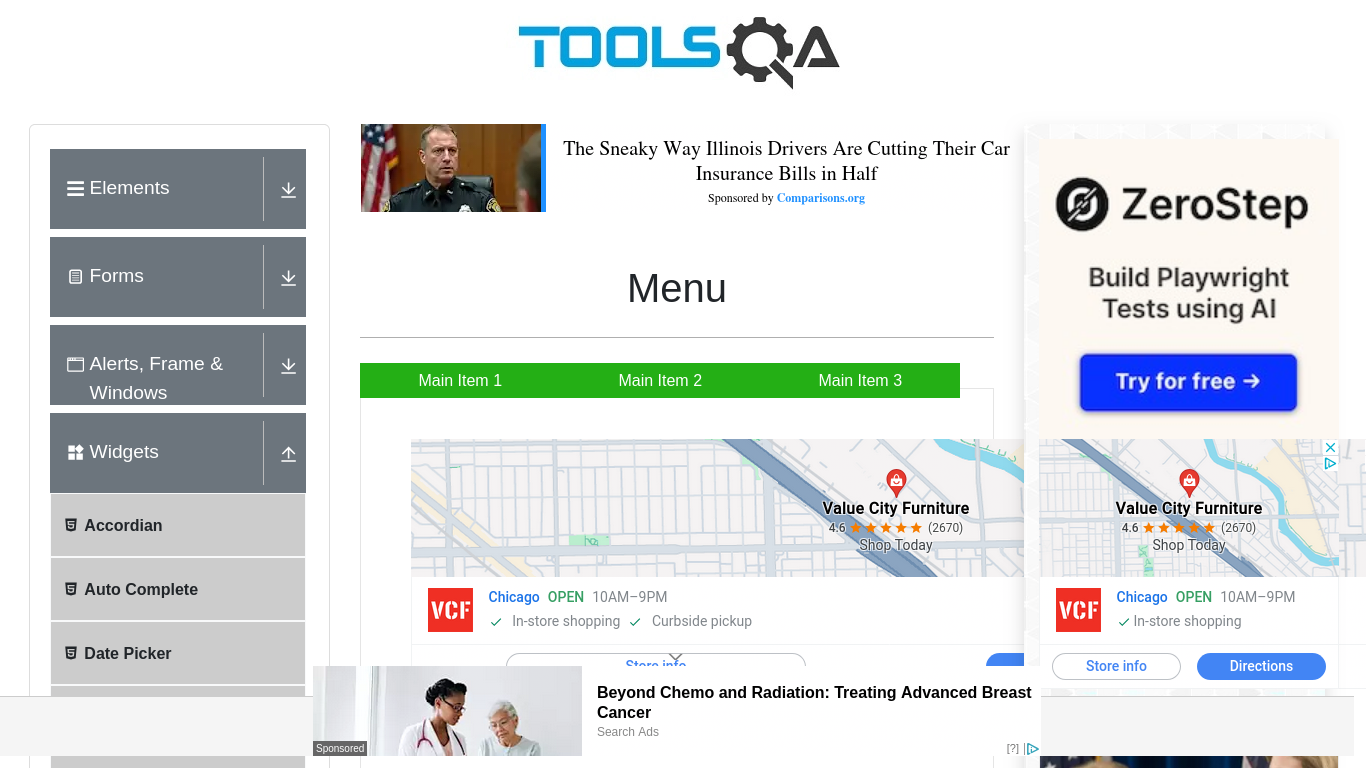 TOOLSQA
Elements
Forms
Alerts, Frame &
Windows
Widgets
Accordian
Auto Complete
Date Picker
The Sneaky Way Illinois Drivers Are Cutting Their Car
Insurance Bills in Half
Sponsored by Comparisons.org
Menu
Main Item 1
Main Item 2
Main Item 3
Value City Furniture
4.6 (2670)
Shop Today
VCF
Chicago OPEN 10AM–9PM
In-store shopping Curbside pickup
Store info
ZeroStep
Build Playwright
Tests using AI
Try for free →
Value City Furniture
4.6 (2670)
Shop Today
VCF
Chicago OPEN 10AM–9PM
In-store shopping
Store info
Directions
Sponsored
Beyond Chemo and Radiation: Treating Advanced Breast
Cancer
Search Ads
[?]